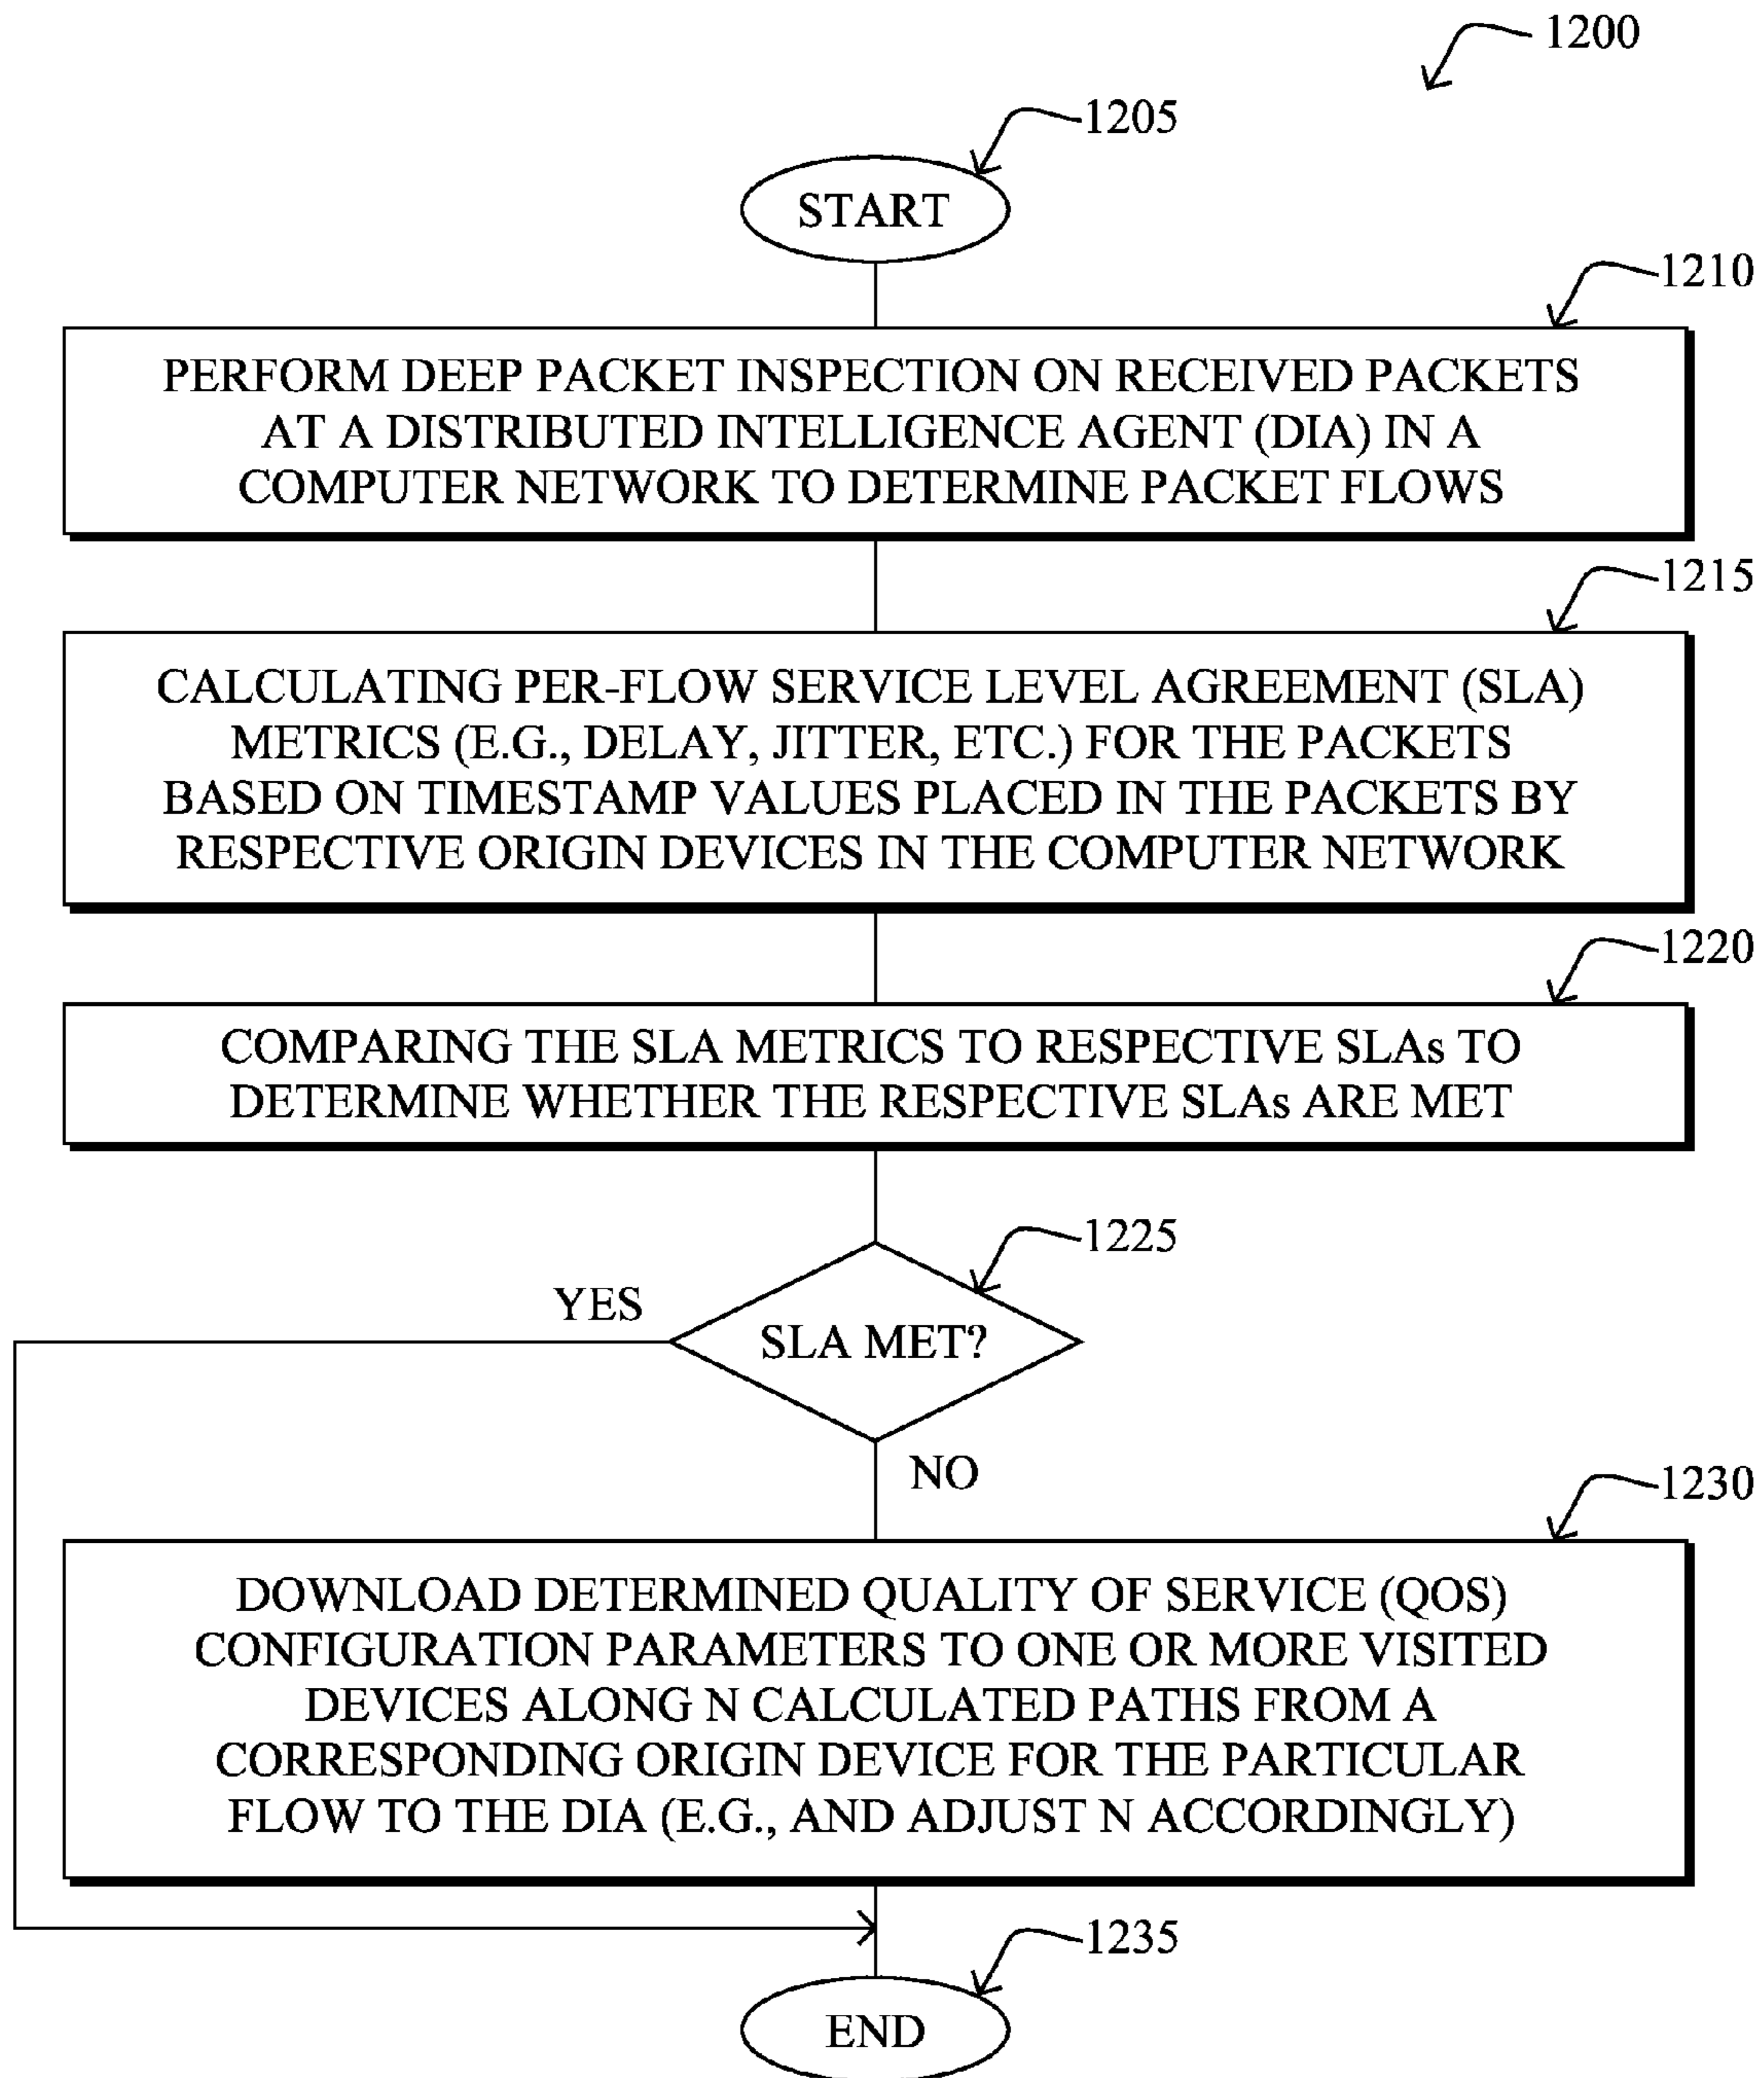 1200
1205
START
1210
PERFORM DEEP PACKET INSPECTION ON RECEIVED PACKETS
AT A DISTRIBUTED INTELLIGENCE AGENT (DIA) IN A
COMPUTER NETWORK TO DETERMINE PACKET FLOWS
1215
CALCULATING PER-FLOW SERVICE LEVEL AGREEMENT (SLA)
METRICS (E.G., DELAY, JITTER, ETC.) FOR THE PACKETS
BASED ON TIMESTAMP VALUES PLACED IN THE PACKETS BY
RESPECTIVE ORIGIN DEVICES IN THE COMPUTER NETWORK
1220
COMPARING THE SLA METRICS TO RESPECTIVE SLAs TO
DETERMINE WHETHER THE RESPECTIVE SLAs ARE MET
1225
YES
SLA MET?
NO
1230
DOWNLOAD DETERMINED QUALITY OF SERVICE (QOS)
CONFIGURATION PARAMETERS TO ONE OR MORE VISITED
DEVICES ALONG N CALCULATED PATHS FROM A
CORRESPONDING ORIGIN DEVICE FOR THE PARTICULAR
FLOW TO THE DIA (E.G., AND ADJUST N ACCORDINGLY)
1235
END